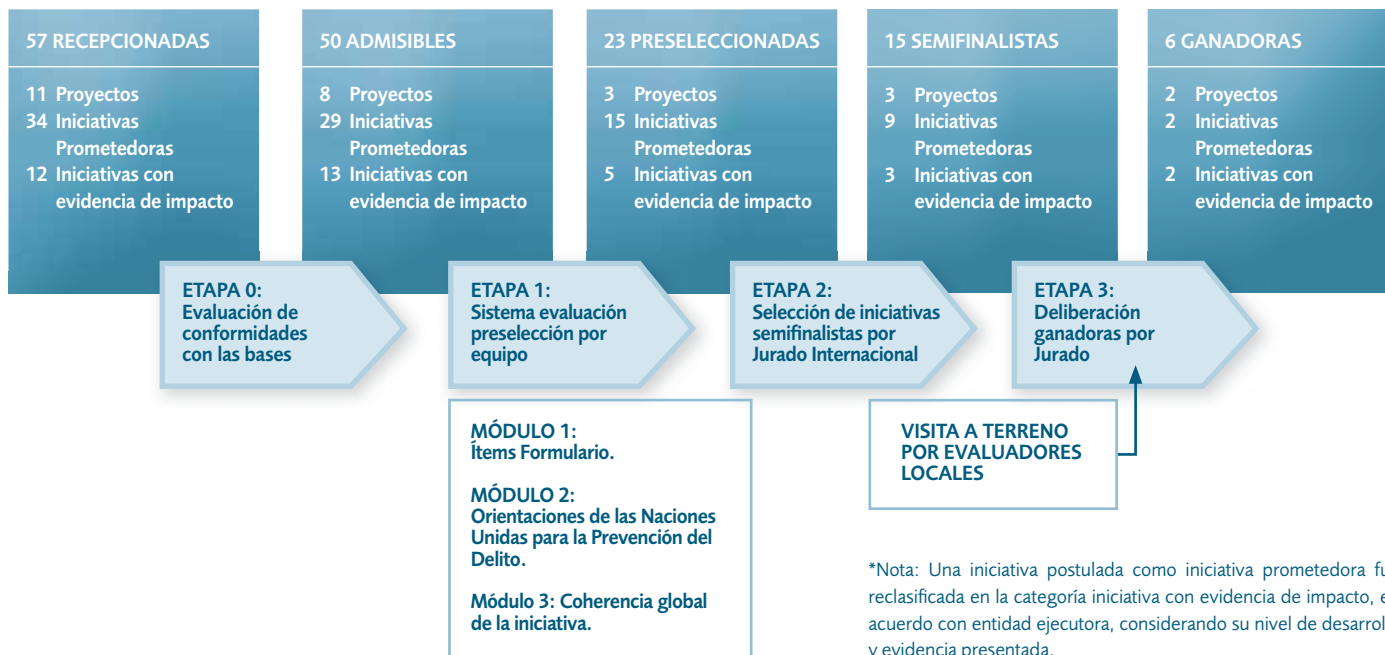 57 RECEPCIONADAS
11 Proyectos
34 Iniciativas
Prometedoras
12 Iniciativas con
evidencia de impacto
50 ADMISIBLES
8 Proyectos
29 Iniciativas
Prometedoras
13 Iniciativas con
evidencia de impacto
23 PRESELECCIONADAS
3 Proyectos
15 Iniciativas
Prometedoras
5 Iniciativas con
evidencia de impacto
15 SEMIFINALISTAS
3 Proyectos
9 Iniciativas
Prometedoras
3 Iniciativas con
evidencia de impacto
6 GANADORAS
2 Proyectos
2 Iniciativas
Prometedoras
2 Iniciativas con
evidencia de impacto
ETAPA 0:
Evaluación de
conformidades
con las bases
ETAPA 1:
Sistema evaluación
preselección por
equipo
ETAPA 2:
Selección de iniciativas
semifinalistas por
Jurado Internacional
ETAPA 3:
Deliberación
ganadoras por
Jurado
MÓDULO 1:
Ítems Formulario.
MÓDULO 2:
Orientaciones de las Naciones
Unidas para la Prevención del
Delito.
Módulo 3: Coherencia global
de la iniciativa.
VISITA A TERRENO
POR EVALUADORES
LOCALES
*Nota: Una iniciativa postulada como iniciativa prometedora
reclasificada en la categoría iniciativa con evidencia de impacto,
acuerdo con entidad ejecutora, considerando su nivel de
y evidencia presentada.